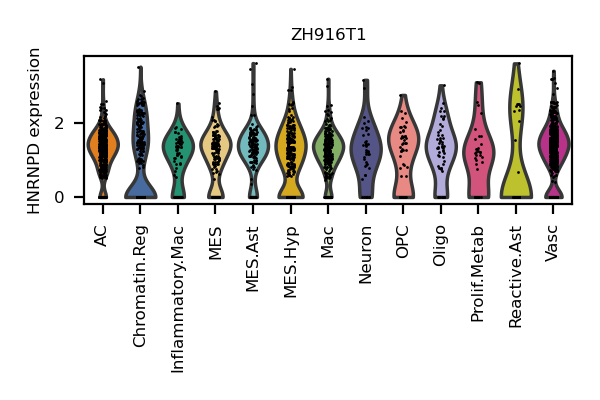 ZH916T1
HNRNPD expression
2
0
AC
Chromatin.Reg
Inflammatory.Mac
MES
MES.Ast
MES.Hyp
Mac
Neuron
OPC
Oligo
Prolif.Metab
Reactive.Ast
Vasc